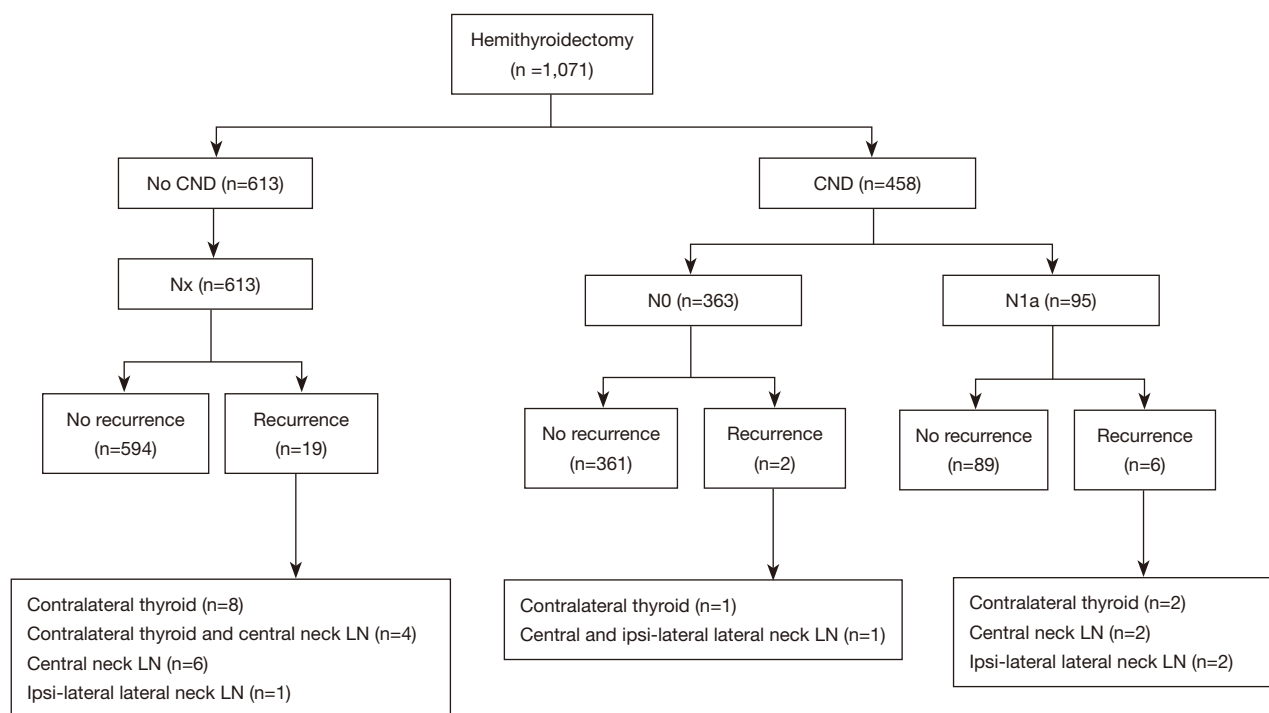 Hemithyroidectomy
(n =1,071)
No CND (n=613)
CND (n=458)
Nx (n=613)
N0 (n=363)
N1a (n=95)
No recurrence
(n=594)
Recurrence
(n=19)
No recurrence
(n=361)
Recurrence
(n=2)
No recurrence
(n=89)
Recurrence
(n=6)
Contralateral thyroid (n=8)
Contralateral thyroid and central neck LN (n=4)
Central neck LN (n=6)
Ipsi-lateral lateral neck LN (n=1)
Contralateral thyroid (n=1)
Central and ipsi-lateral lateral neck LN (n=1)
Contralateral thyroid (n=2)
Central neck LN (n=2)
Ipsi-lateral lateral neck LN (n=2)